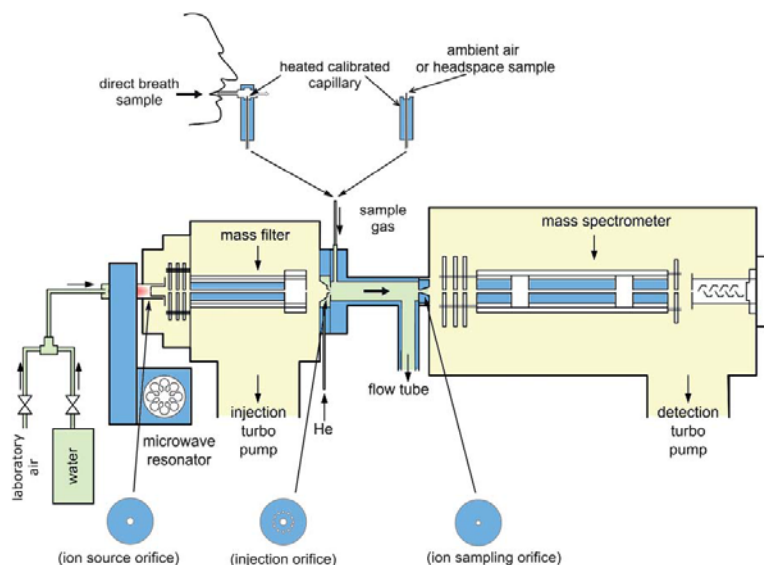 direct breath
sample
heated calibrated
capillary
ambient air
or headspace sample
sample
gas
mass filter
mass spectrometer
flow tube
injection
turbo
pump
He
detection
turbo
pump
microwave
resonator
laboratory
air
water
(ion source orifice)
(injection orifice)
(ion sampling orifice)